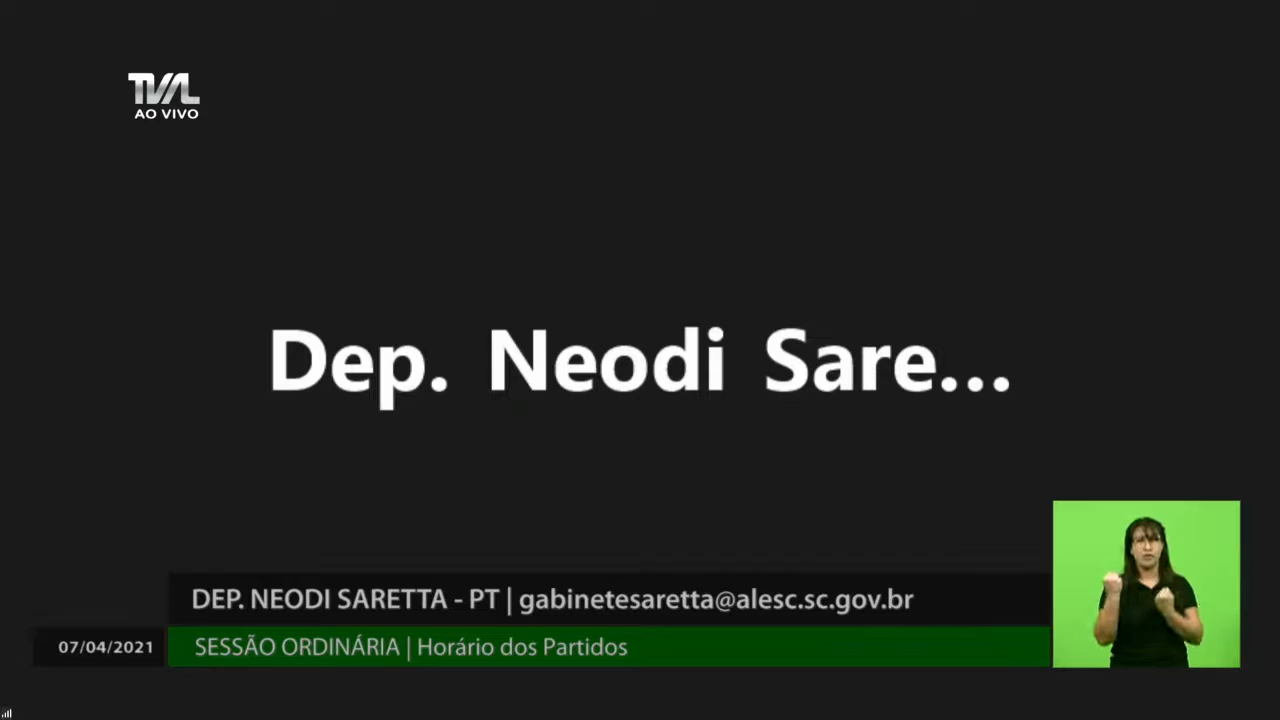 TVAL
AO VIVO
Dep. Neodi Sare...
DEP. NEODI SARETTA - PT | gabinetesaretta@alesc.sc.gov.br
07/04/2021
SESSÃO ORDINÁRIA | Horário dos Partidos